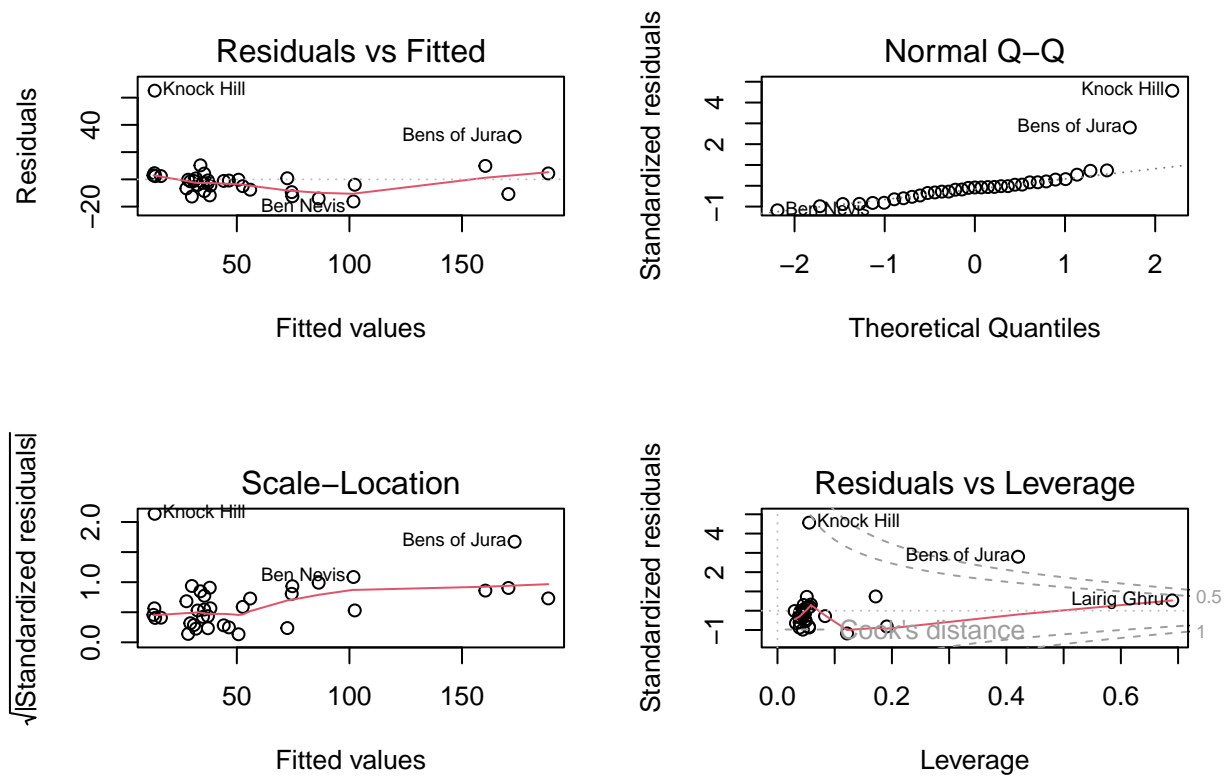 Residuals vs Fitted
Residuals
−20
40
Knock Hill
Bens of Jura
Ben Nevis
50
100
150
Fitted values
Normal Q−Q
Standardized residuals
−1
2
4
Knock Hill
Bens of Jura
Ben Nevis
−2
−1
0
1
2
Theoretical Quantiles
Scale−Location
√|Standardized residuals|
0.0
1.0
2.0
Knock Hill
Bens of Jura
Ben Nevis
50
100
150
Fitted values
Residuals vs Leverage
Standardized residuals
−1
2
4
Knock Hill
Bens of Jura
Lairig Ghru
Cook's distance
0.5
1
0.0
0.2
0.4
0.6
Leverage